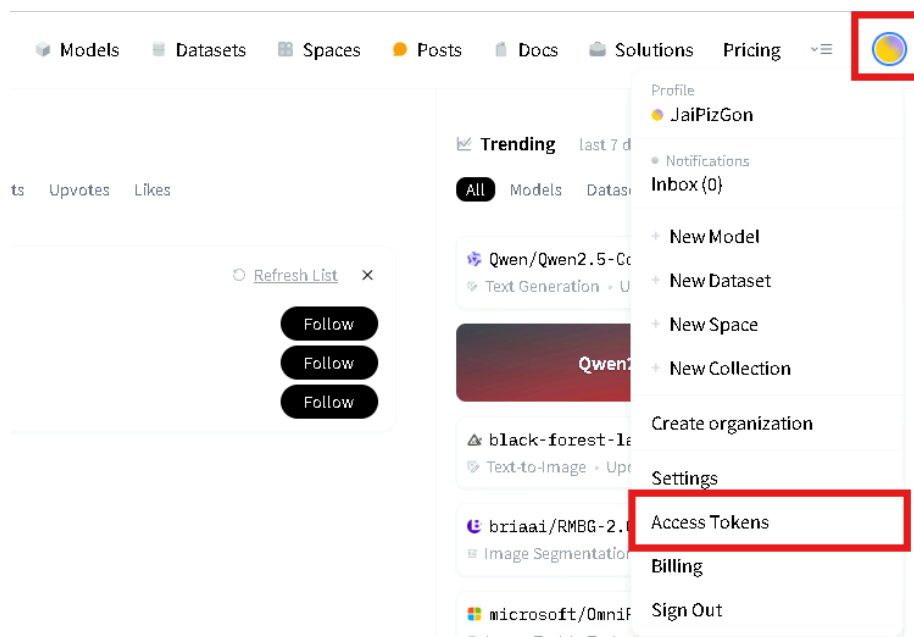 Models Datasets Spaces Posts Docs Solutions Pricing
Profile
JaiPizGon
Notifications
Inbox (0)
+ New Model
+ New Dataset
+ New Space
+ New Collection
Create organization
Settings
Access Tokens
Billing
Sign Out
ts Upvotes Likes
Refresh List
Follow
Follow
Follow
Trending last 7 d
All Models Datas
Qwen/Qwen2.5-Co
Text Generation • U
Qwen2
black-forest-la
Text-to-Image • Upd
briaai/RMBG-2.0
Image Segmentation
microsoft/OmniP